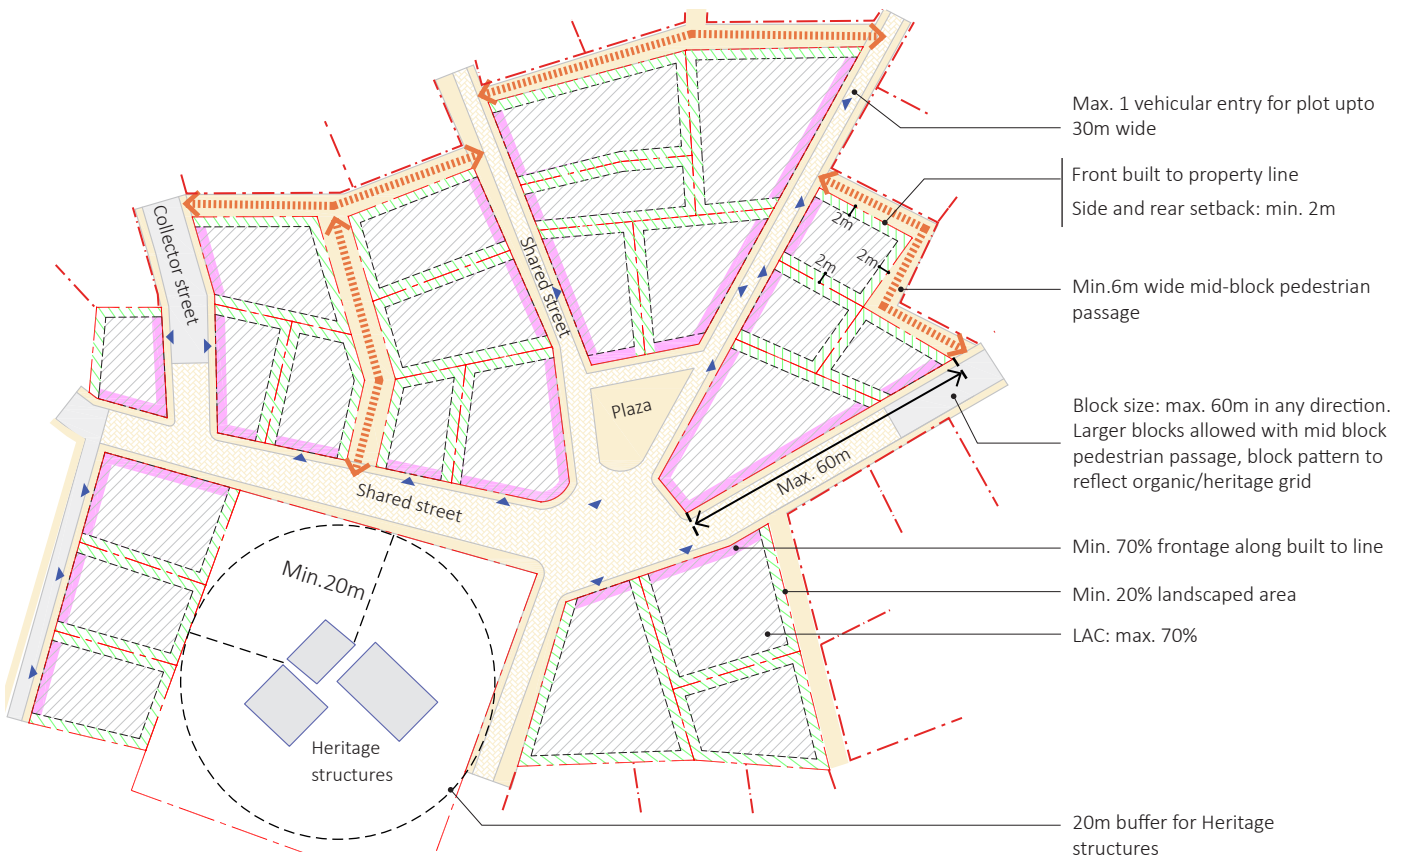 Max. 1 vehicular entry for plot upto
30m wide
Front built to property line
Side and rear setback: min. 2m
2m
2m
2m
Collector street
Shared street
Min.6m wide mid-block pedestrian
passage
Plaza
Block size: max. 60m in any direction.
Larger blocks allowed with mid block
pedestrian passage, block pattern to
reflect organic/heritage grid
Max. 60m
Shared street
Min. 70% frontage along built to line
Min.20m
Min. 20% landscaped area
LAC: max. 70%
Heritage
structures
20m buffer for Heritage
structures